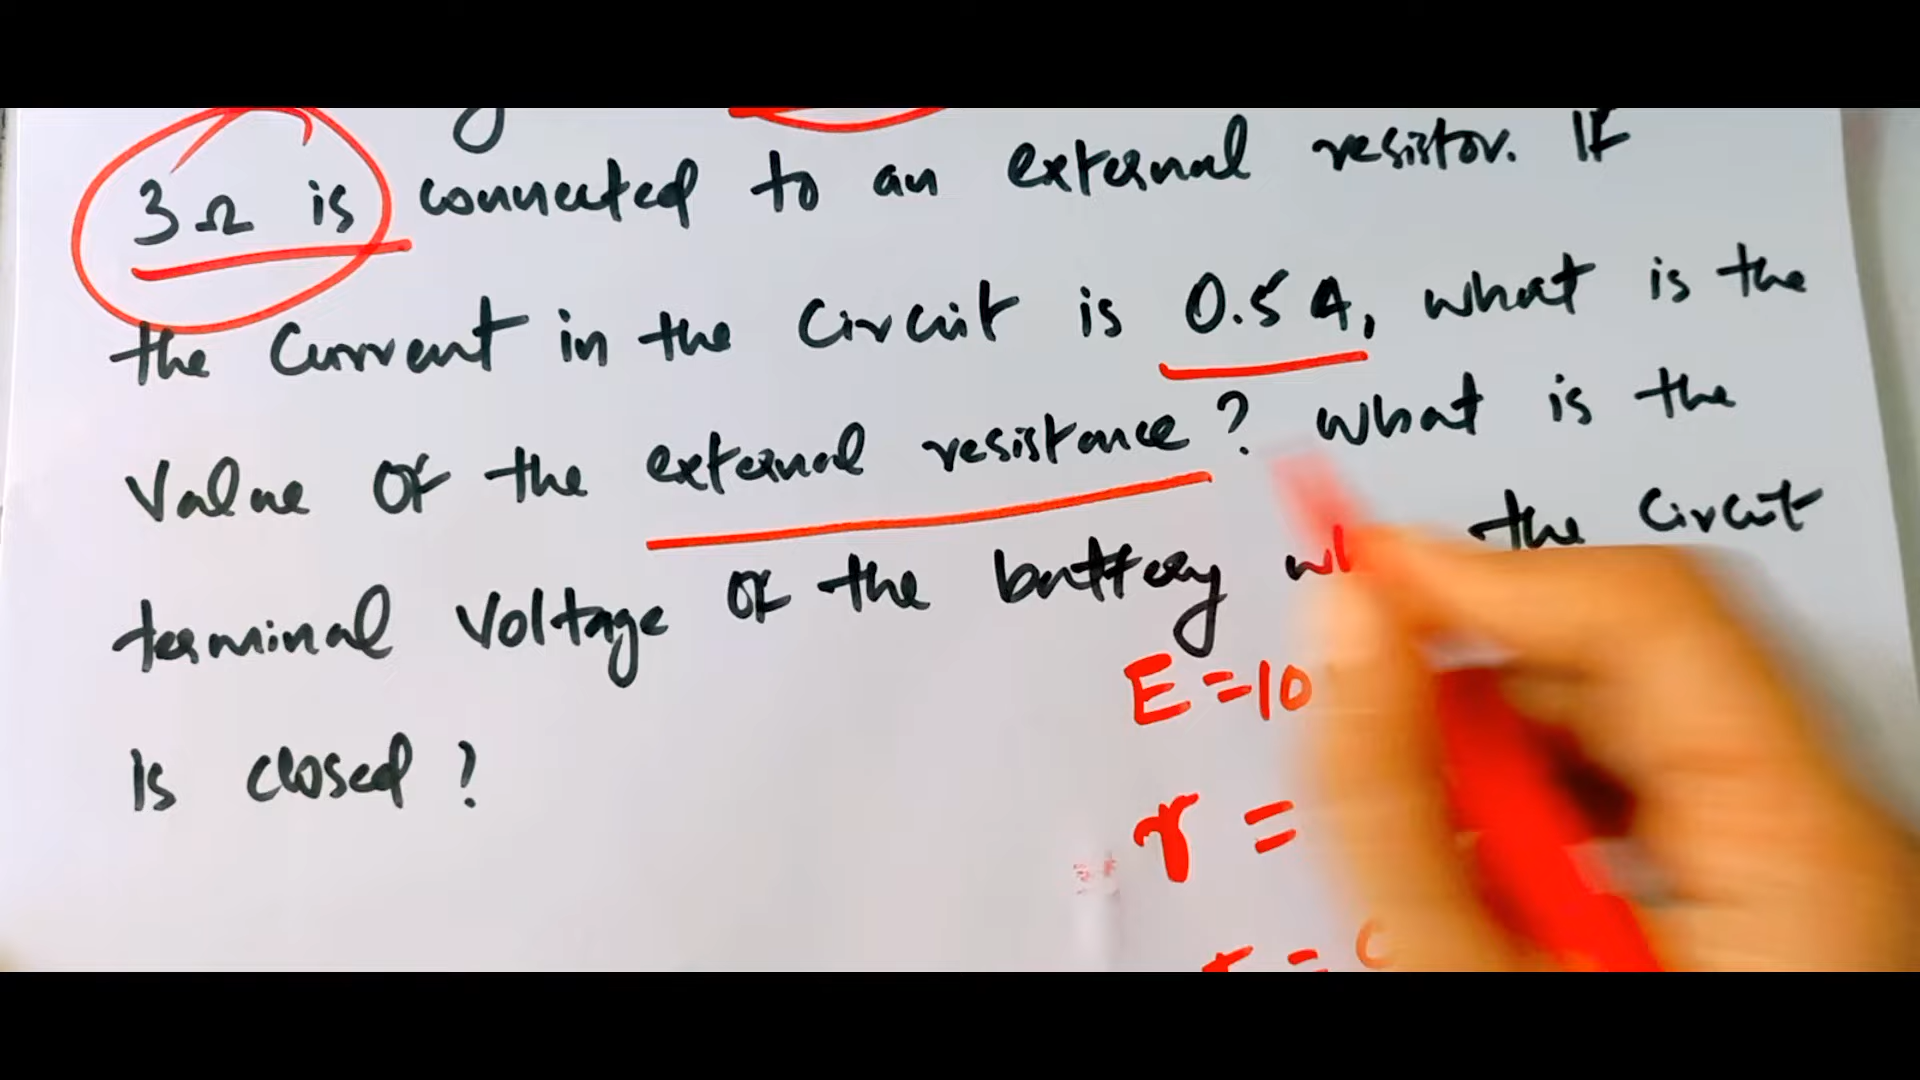 3Ω is connected to an external resistor. If
the Current in the Circuit is 0.5 A, what is the
Value of the external resistance? what is the
terminal Voltage of the battery the circuit
is closed?
E = 10
r =